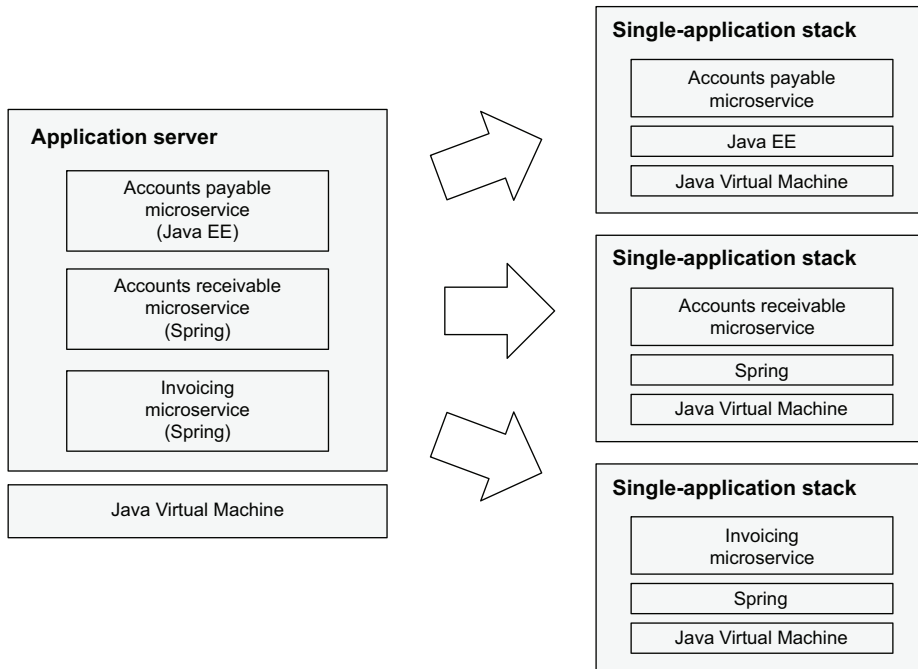 Application server
Accounts payable
microservice
(Java EE)
Accounts receivable
microservice
(Spring)
Invoicing
microservice
(Spring)
Java Virtual Machine
Single-application stack
Accounts payable
microservice
Java EE
Java Virtual Machine
Single-application stack
Accounts receivable
microservice
Spring
Java Virtual Machine
Single-application stack
Invoicing
microservice
Spring
Java Virtual Machine